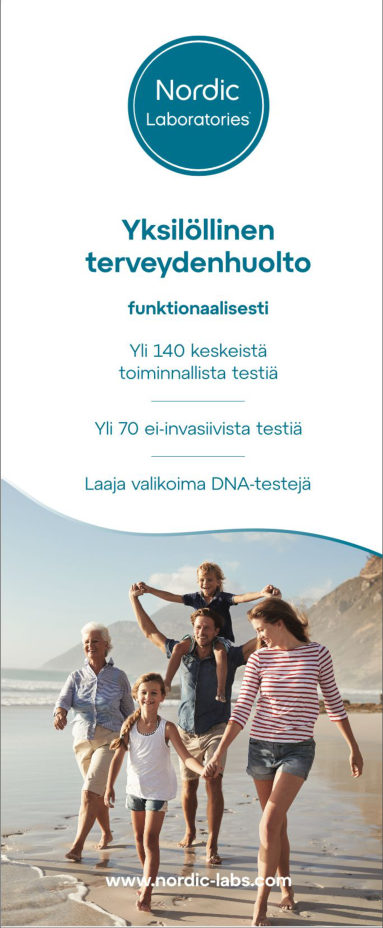 Nordic
Laboratories
Yksilöllinen
terveydenhuolto
funktionaalisesti
Yli 140 keskeistä
toiminnallista testiä
Yli 70 ei-invasiivista testiä
Laaja valikoima DNA-testejä
www.nordic-labs.com